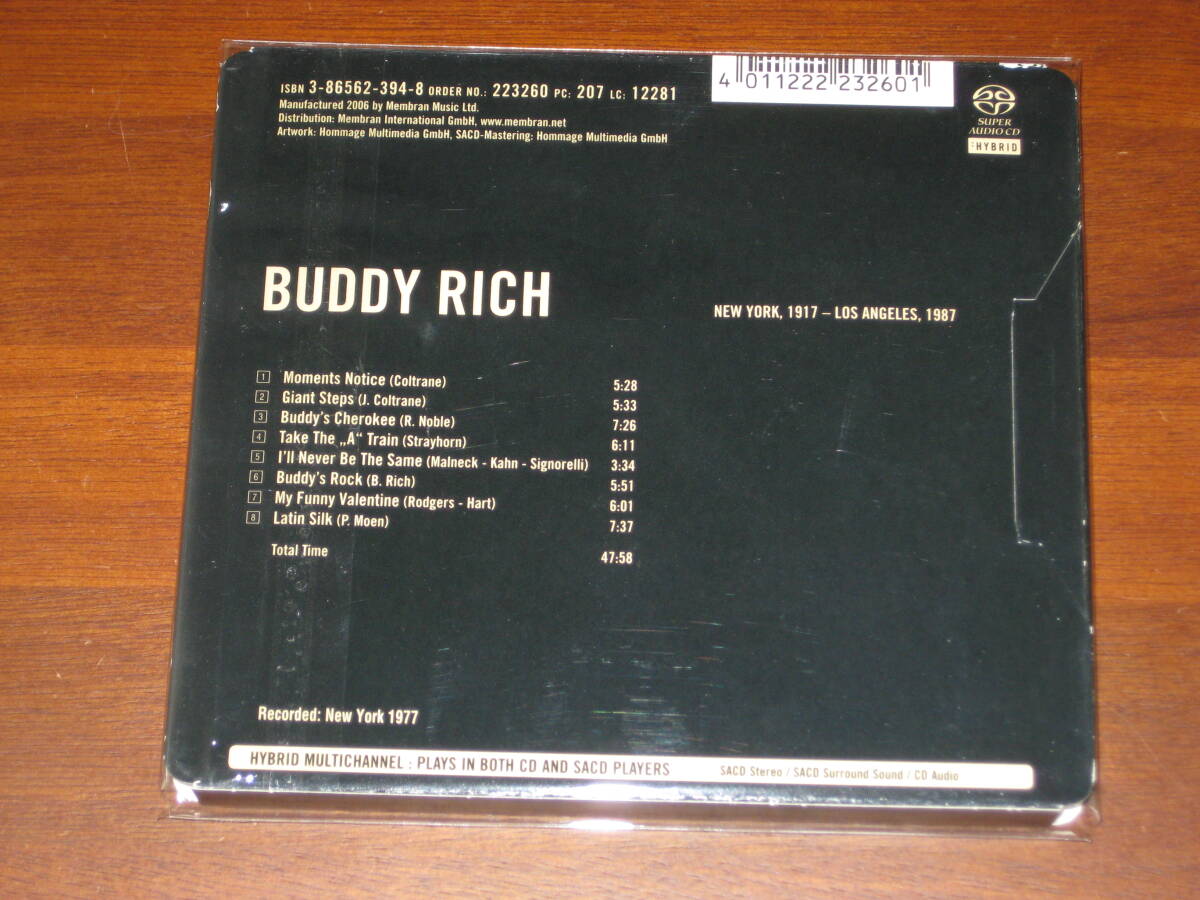 ISBN 3-86562-394-8 ORDER NO.: 223260 PC: 207 LC: 12281
Manufactured 2006 by Membran Music Ltd.
Distribution: Membran International GmbH, www.membran.net
Artwork: Hommage Multimedia GmbH, SACD-Mastering: Hommage Multimedia GmbH
4 011222 232601
SUPER
AUDIO CD
HYBRID
BUDDY RICH
NEW YORK, 1917 – LOS ANGELES, 1987
1 Moments Notice (Coltrane) 5:28
2 Giant Steps (J. Coltrane) 5:33
3 Buddy's Cherokee (R. Noble) 7:26
4 Take The „A“ Train (Strayhorn) 6:11
5 I'll Never Be The Same (Malneck - Kahn - Signorelli) 3:34
6 Buddy's Rock (B. Rich) 5:51
7 My Funny Valentine (Rodgers - Hart) 6:01
8 Latin Silk (P. Moen) 7:37
Total Time 47:58
Recorded: New York 1977
HYBRID MULTICHANNEL : PLAYS IN BOTH CD AND SACD PLAYERS SACD Stereo / SACD Surround Sound / CD Audio